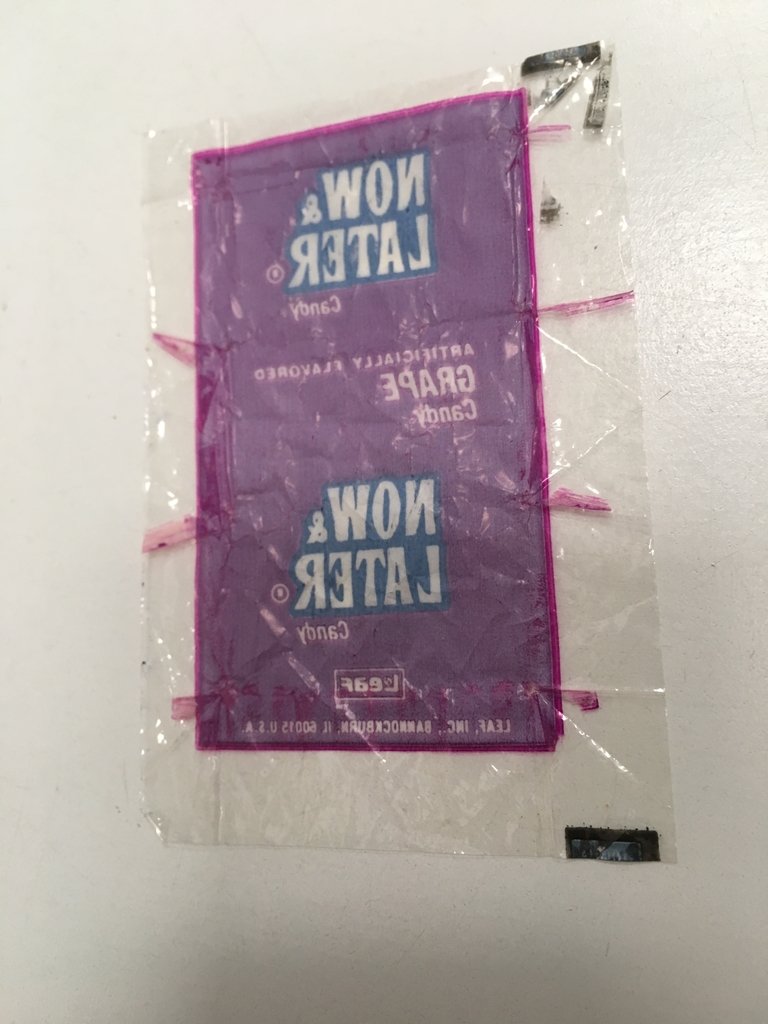 NOW &
LATER®
Candy
ARTIFICIALLY FLAVORED
GRAPE
Candy
NOW &
LATER®
Candy
Leaf
LEAF, INC., BANNOCKBURN, IL 60015 U.S.A.